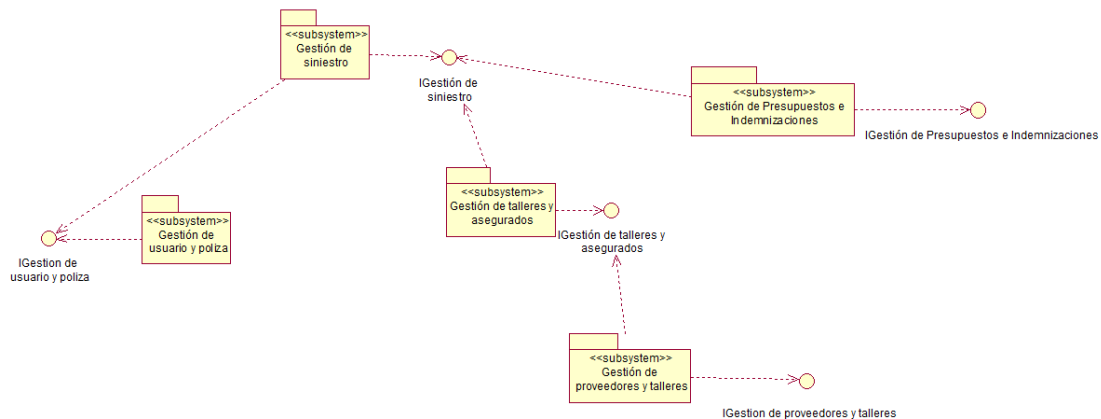 <<subsystem>>
Gestión de
siniestro
IGestión de
siniestro
<<subsystem>>
Gestión de Presupuestos e
Indemnizaciones
IGestión de Presupuestos e Indemnizaciones
<<subsystem>>
Gestión de talleres y
asegurados
IGestión de talleres y
asegurados
<<subsystem>>
Gestión de
usuario y poliza
IGestion de
usuario y poliza
<<subsystem>>
Gestión de
proveedores y talleres
IGestion de proveedores y talleres